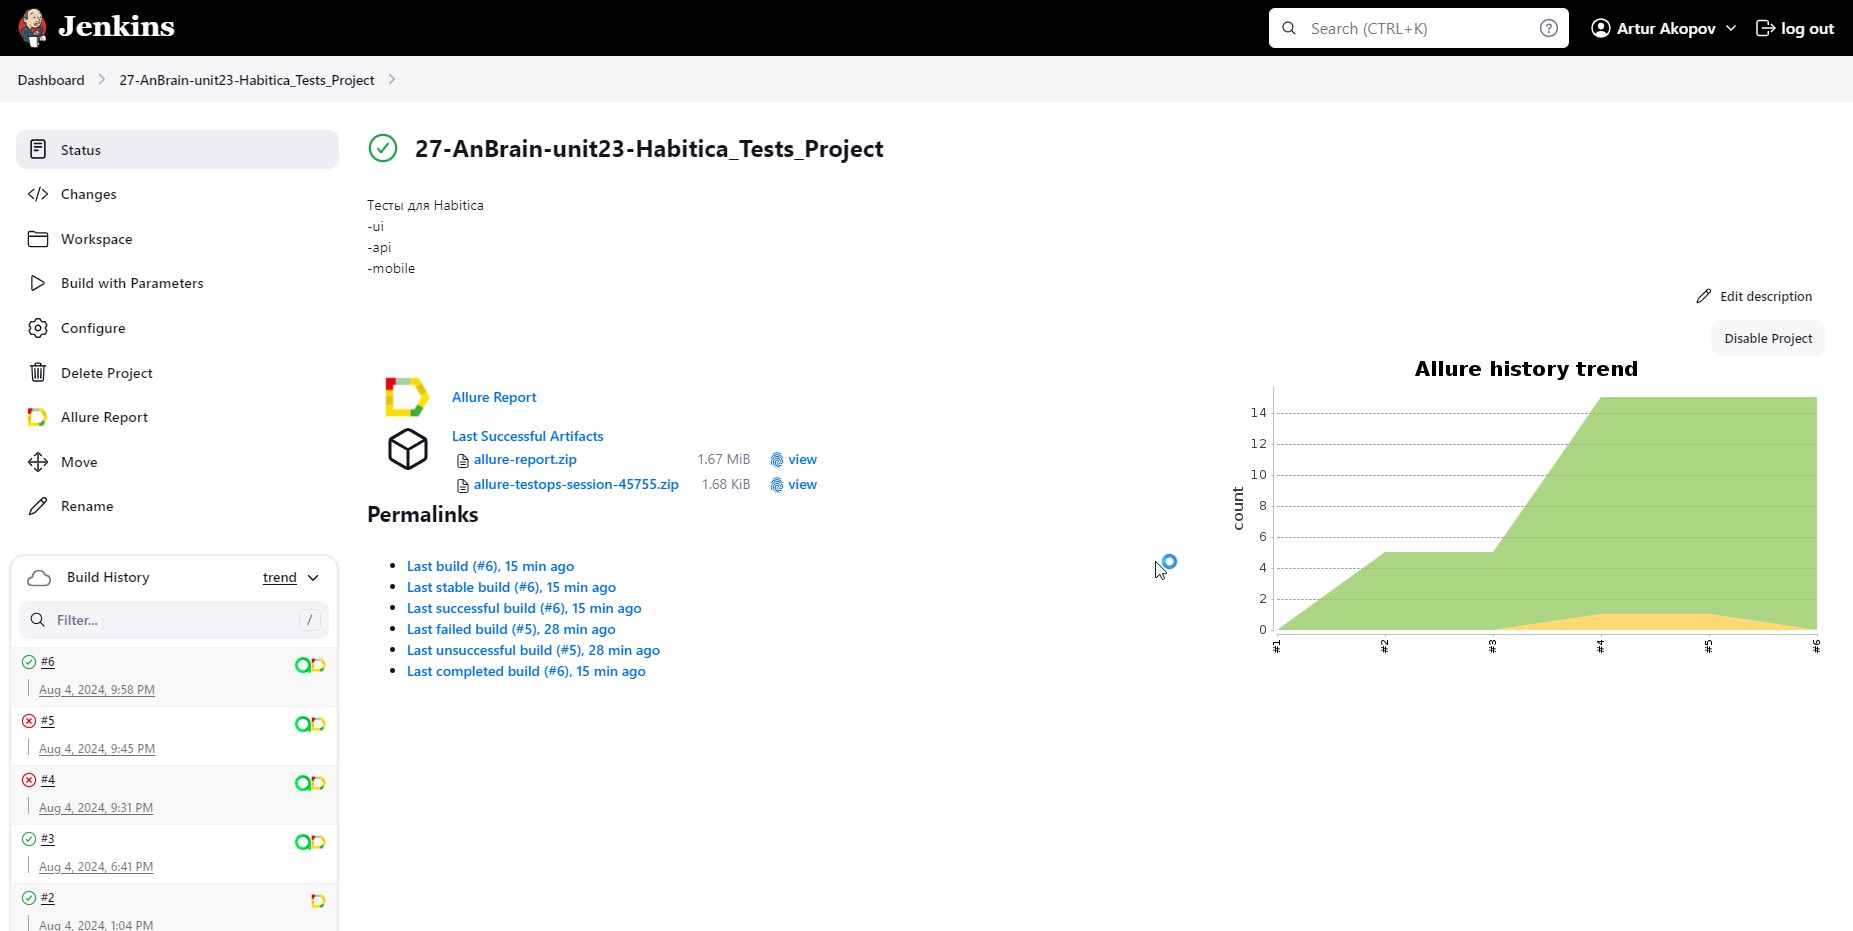 Jenkins
Search (CTRL+K)
Artur Akopov
log out
Dashboard
27-AnBrain-unit23-Habitica_Tests_Project
Status
Changes
Workspace
Build with Parameters
Configure
Delete Project
Allure Report
Move
Rename
Build History
trend
Filter...
/
#6
Aug 4, 2024, 9:58 PM
#5
Aug 4, 2024, 9:45 PM
#4
Aug 4, 2024, 9:31 PM
#3
Aug 4, 2024, 6:41 PM
#2
Aug 4, 2024, 1:04 PM
27-AnBrain-unit23-Habitica_Tests_Project
Тесты для Habitica
-ui
-api
-mobile
Edit description
Disable Project
Allure Report
Last Successful Artifacts
allure-report.zip 1.67 MiB view
allure-testops-session-45755.zip 1.68 KiB view
Permalinks
Last build (#6), 15 min ago
Last stable build (#6), 15 min ago
Last successful build (#6), 15 min ago
Last failed build (#5), 28 min ago
Last unsuccessful build (#5), 28 min ago
Last completed build (#6), 15 min ago
Allure history trend
count
14
12
10
8
6
4
2
0
#1
#2
#3
#4
#5
#6